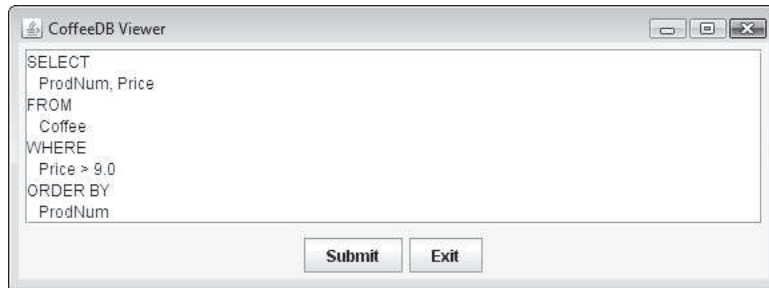 CoffeeDB Viewer
SELECT
ProdNum, Price
FROM
Coffee
WHERE
Price > 9.0
ORDER BY
ProdNum
Submit Exit